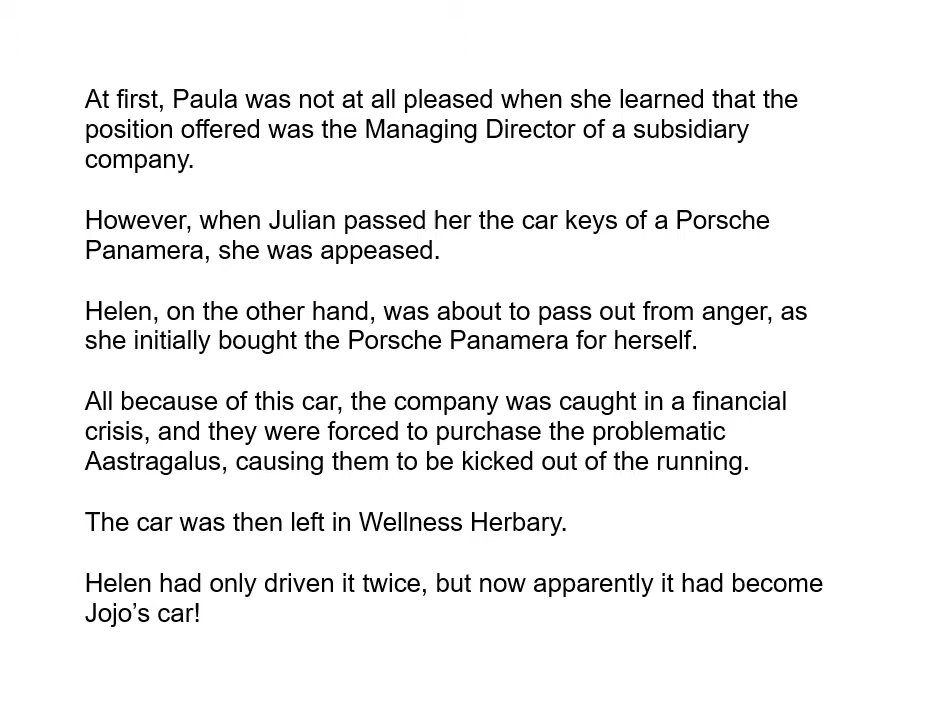 At first, Paula was not at all pleased when she learned that the
position offered was the Managing Director of a subsidiary
company.
However, when Julian passed her the car keys of a Porsche
Panamera, she was appeased.
Helen, on the other hand, was about to pass out from anger, as
she initially bought the Porsche Panamera for herself.
All because of this car, the company was caught in a financial
crisis, and they were forced to purchase the problematic
Aastragalus, causing them to be kicked out of the running.
The car was then left in Wellness Herbary.
Helen had only driven it twice, but now apparently it had become
Jojo’s car!